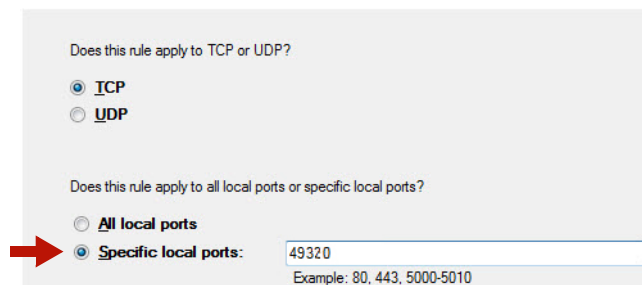 Does this rule apply to TCP or UDP?
TCP
UDP
Does this rule apply to all local ports or specific local ports?
All local ports
Specific local ports: 49320
Example: 80, 443, 5000-5010